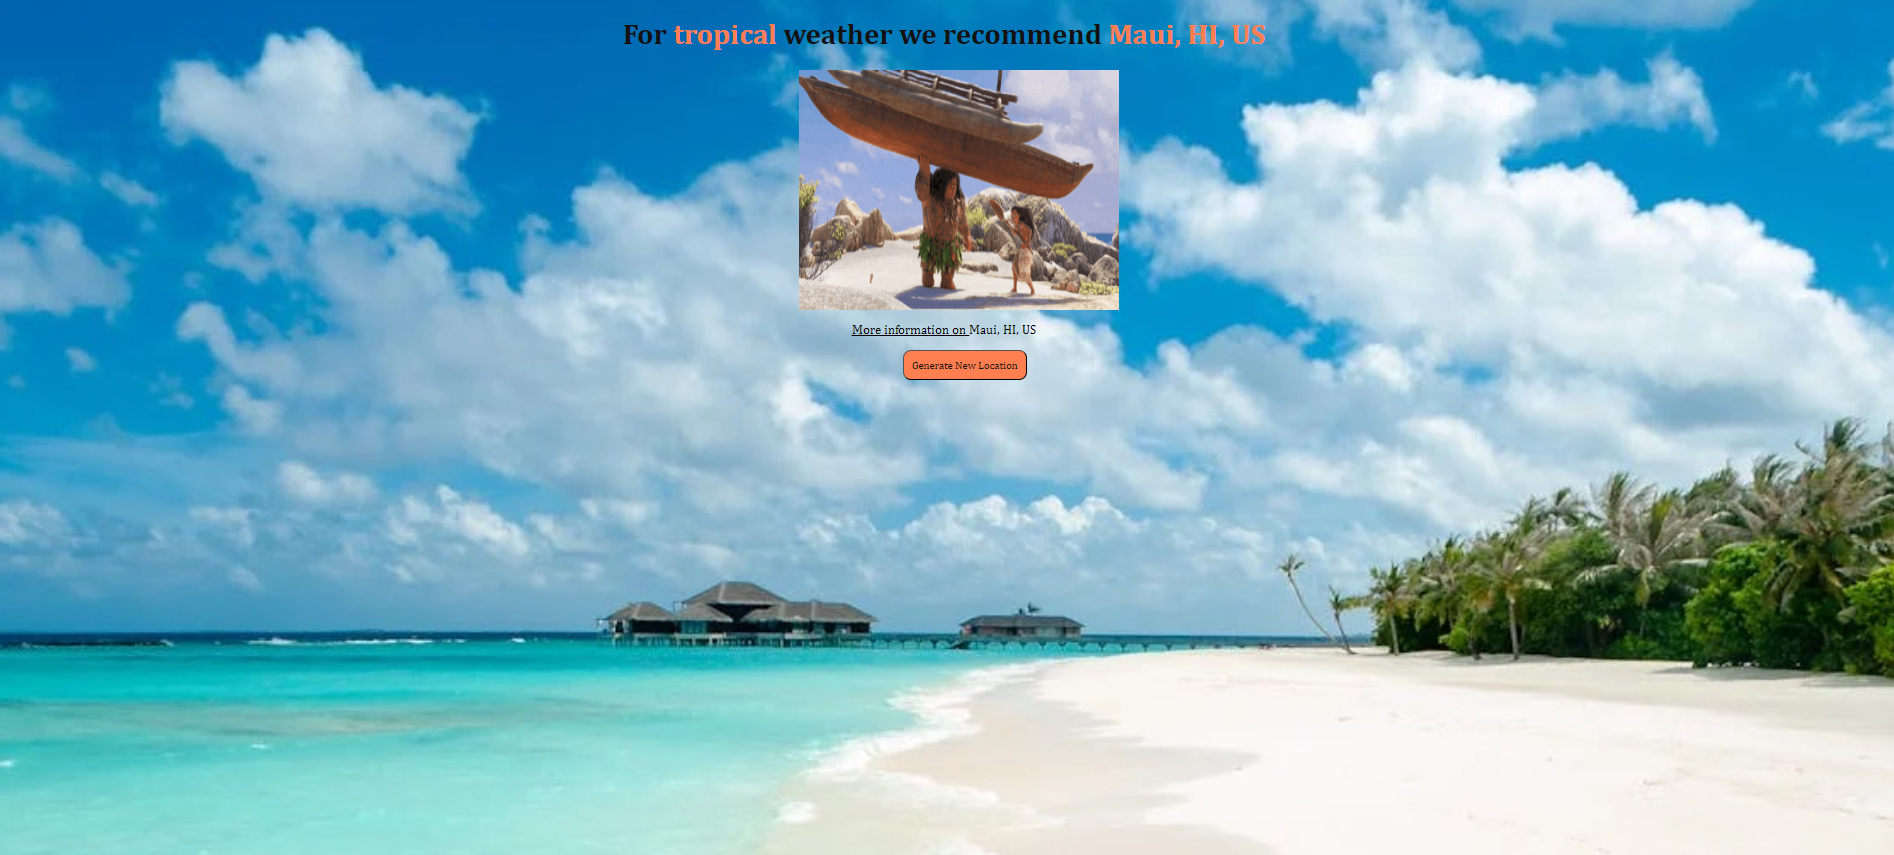 For tropical weather we recommend Maui, HI, US
More information on Maui, HI, US
Generate New Location